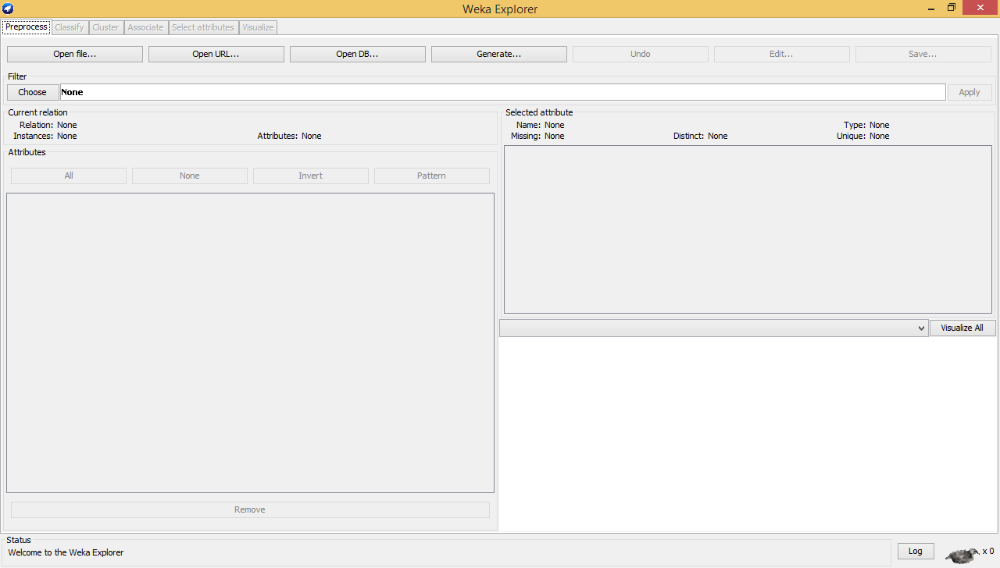 Weka Explorer
Preprocess Classify Cluster Associate Select attributes Visualize
Open file... Open URL... Open DB... Generate... Undo Edit... Save...
Filter
Choose None Apply
Current relation
Relation: None
Instances: None Attributes: None
Attributes
All None Invert Pattern
Remove
Selected attribute
Name: None Type: None
Missing: None Distinct: None Unique: None
Visualize All
Status
Welcome to the Weka Explorer
Log x 0